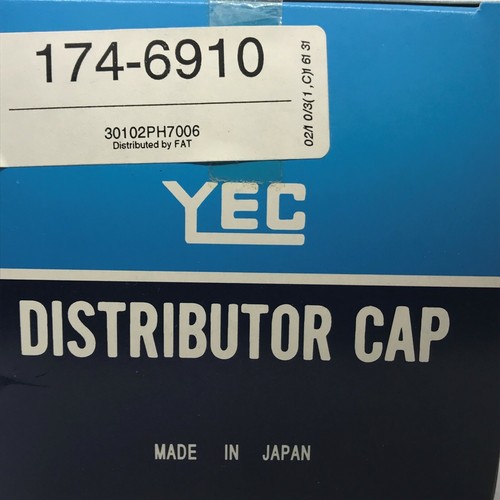 174-6910
30102PH7006
Distributed by FAT
YEC
DISTRIBUTOR CAP
MADE IN JAPAN